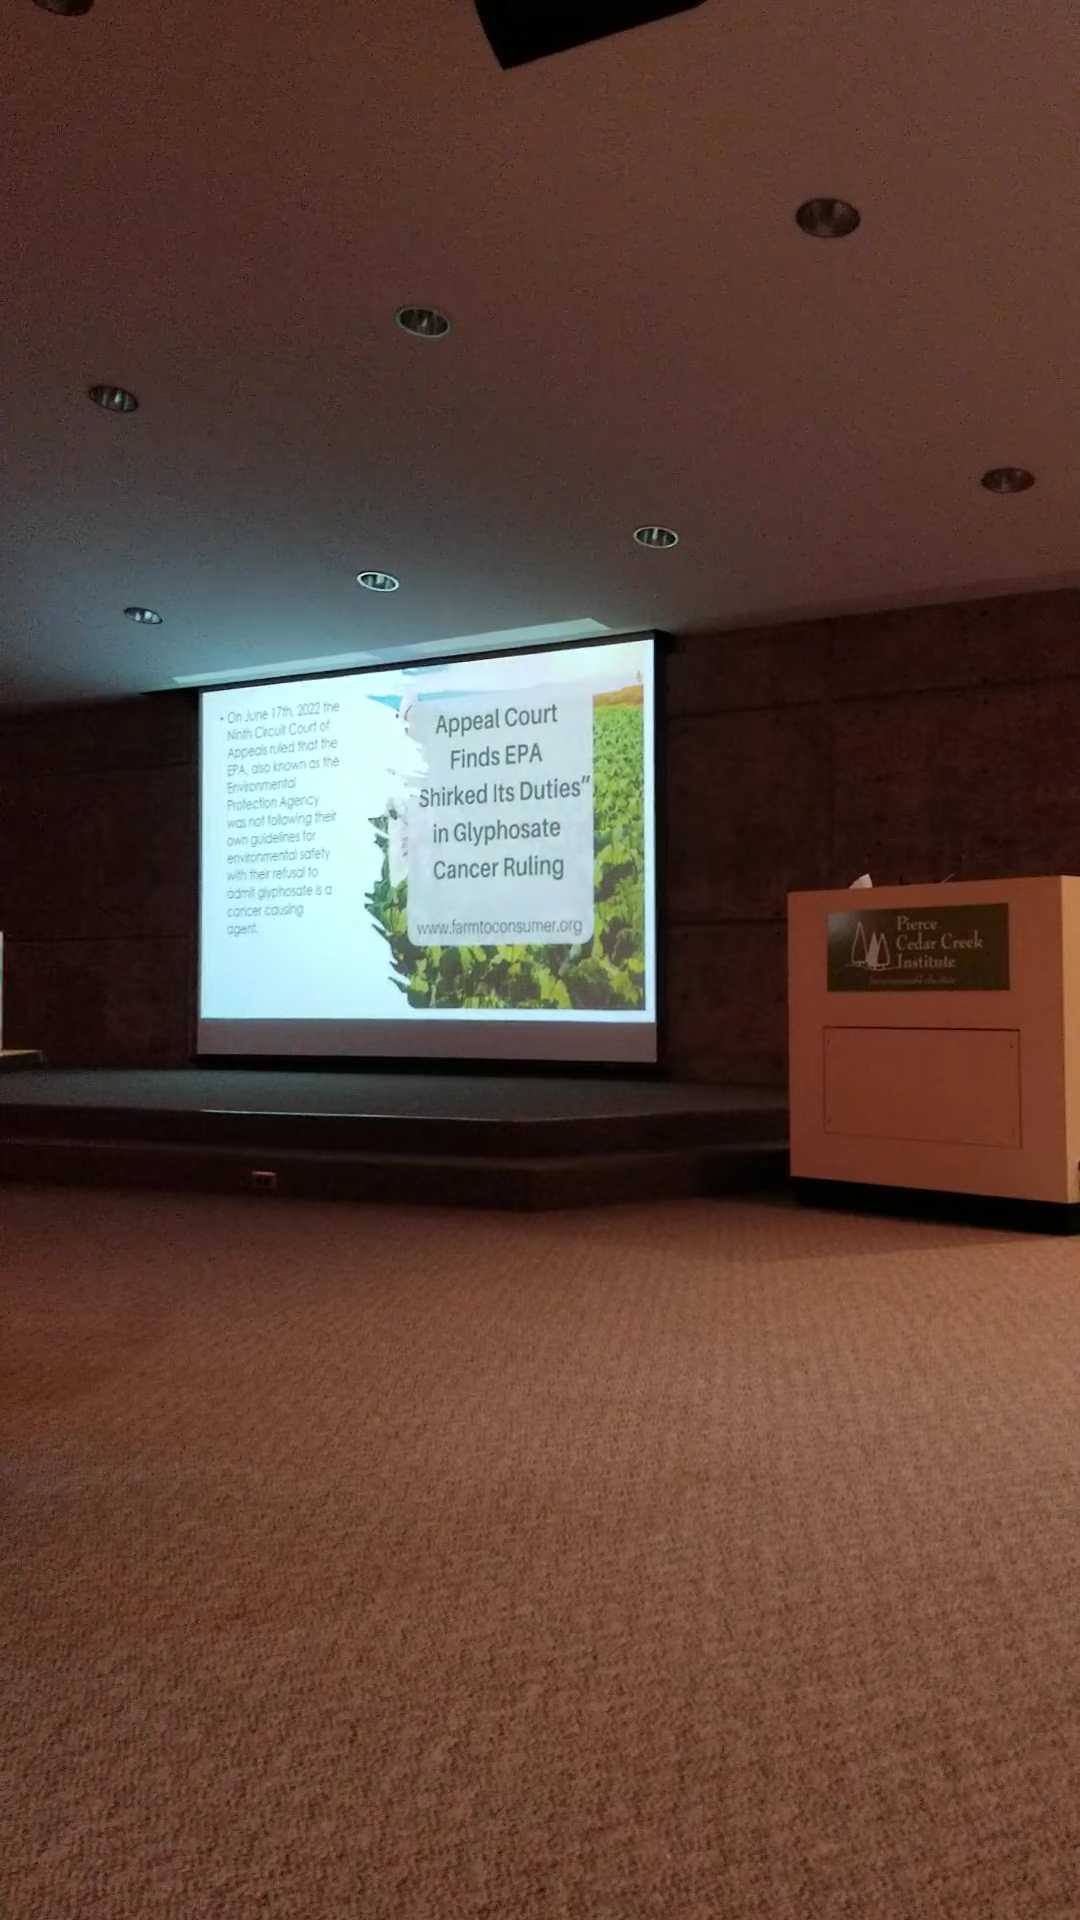 • On June 17th, 2022 the
Ninth Circuit Court of
Appeals ruled that the
EPA, also known as the
Environmental
Protection Agency
was not following their
own guidelines for
environmental safety
with their refusal to
admit glyphosate is a
cancer causing
agent.
Appeal Court
Finds EPA
Shirked Its Duties”
in Glyphosate
Cancer Ruling
www.farmtoconsumer.org
Pierce
Cedar Creek
Institute